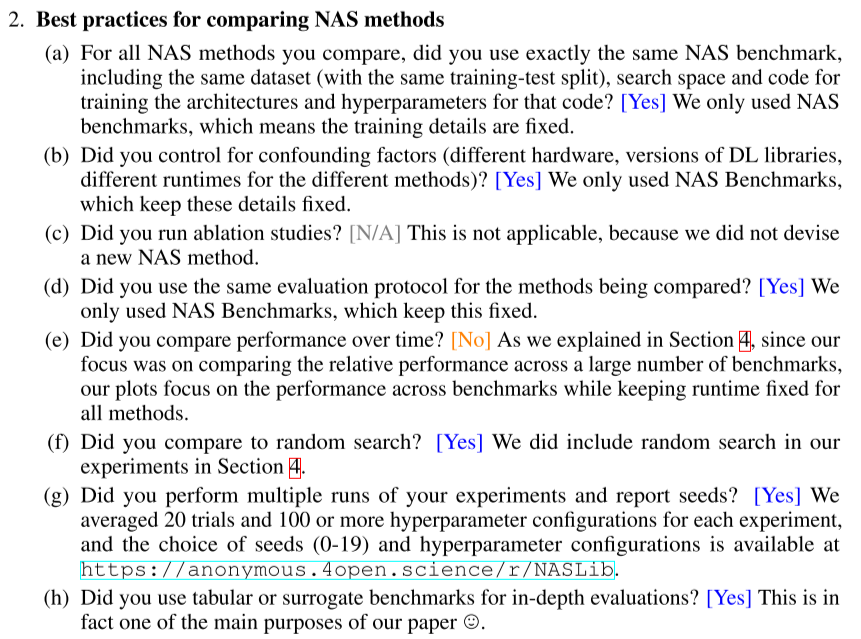 2. Best practices for comparing NAS methods
(a) For all NAS methods you compare, did you use exactly the same NAS benchmark,
including the same dataset (with the same training-test split), search space and code for
training the architectures and hyperparameters for that code? [Yes] We only used NAS
benchmarks, which means the training details are fixed.
(b) Did you control for confounding factors (different hardware, versions of DL libraries,
different runtimes for the different methods)? [Yes] We only used NAS Benchmarks,
which keep these details fixed.
(c) Did you run ablation studies? [N/A] This is not applicable, because we did not devise
a new NAS method.
(d) Did you use the same evaluation protocol for the methods being compared? [Yes] We
only used NAS Benchmarks, which keep this fixed.
(e) Did you compare performance over time? [No] As we explained in Section 4, since our
focus was on comparing the relative performance across a large number of benchmarks,
our plots focus on the performance across benchmarks while keeping runtime fixed for
all methods.
(f) Did you compare to random search? [Yes] We did include random search in our
experiments in Section 4.
(g) Did you perform multiple runs of your experiments and report seeds? [Yes] We
averaged 20 trials and 100 or more hyperparameter configurations for each experiment,
and the choice of seeds (0-19) and hyperparameter configurations is available at
https://anonymous.4open.science/r/NASLib.
(h) Did you use tabular or surrogate benchmarks for in-depth evaluations? [Yes] This is in
fact one of the main purposes of our paper ☺.